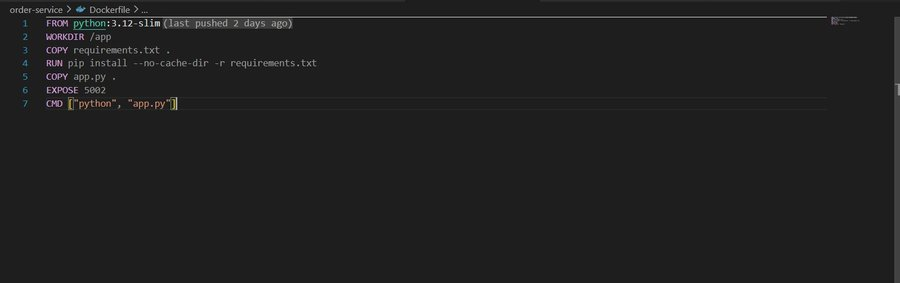 order-service > Dockerfile > ...
1 FROM python:3.12-slim (last pushed 2 days ago)
2 WORKDIR /app
3 COPY requirements.txt .
4 RUN pip install --no-cache-dir -r requirements.txt
5 COPY app.py .
6 EXPOSE 5002
7 CMD ["python", "app.py"]